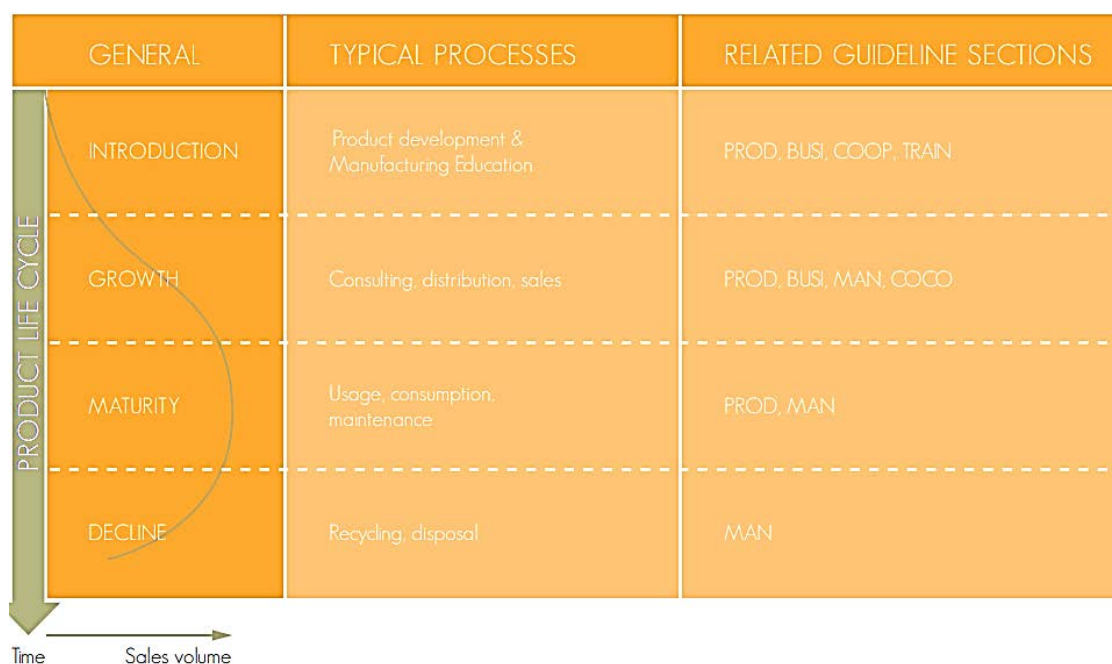 GENERAL
TYPICAL PROCESSES
RELATED GUIDELINE SECTIONS
PRODUCT LIFE CYCLE
INTRODUCTION
Product development &
Manufacturing Education
PROD, BUSI, COOP, TRAIN
GROWTH
Consulting, distribution, sales
PROD, BUSI, MAN, COCO
MATURITY
Usage, consumption,
maintenance
PROD, MAN
DECLINE
Recycling, disposal
MAN
Time
Sales volume